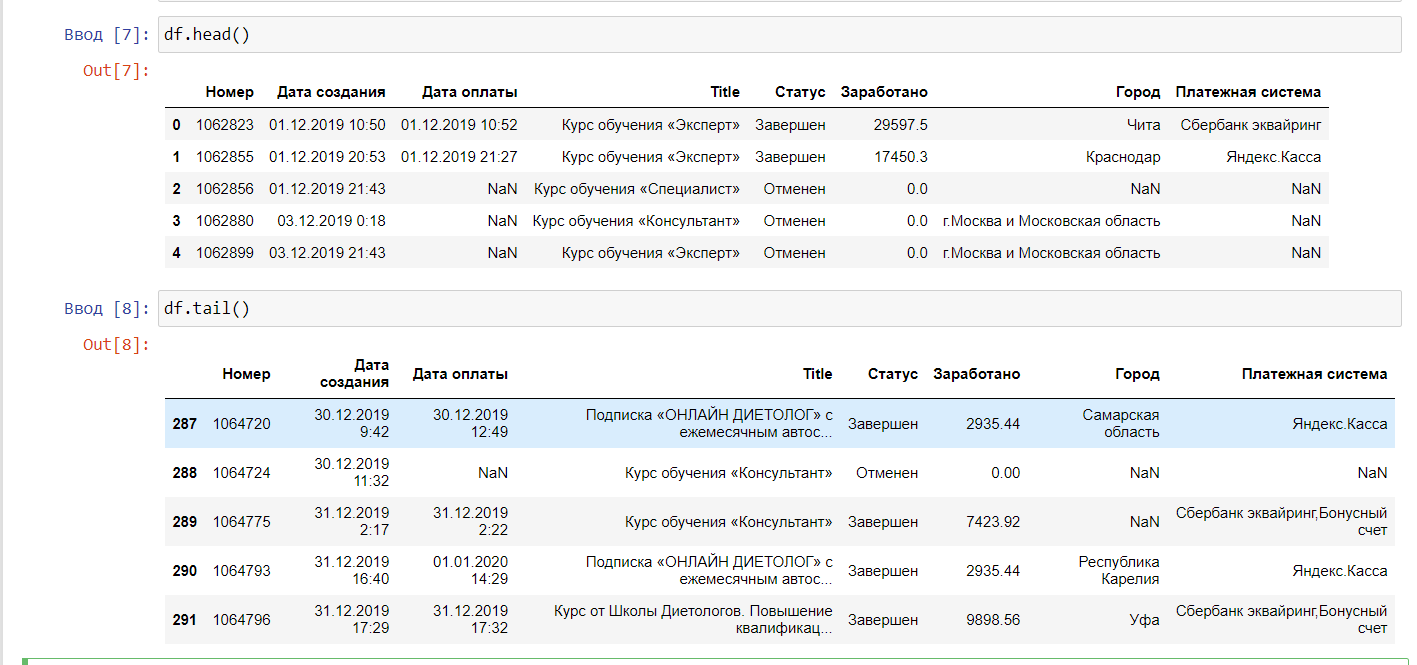 Ввод [7]: df.head()
Out[7]:
Номер Дата создания Дата оплаты Title Статус Заработано Город Платежная система
0 1062823 01.12.2019 10:50 01.12.2019 10:52 Курс обучения «Эксперт» Завершен 29597.5 Чита Сбербанк эквайринг
1 1062855 01.12.2019 20:53 01.12.2019 21:27 Курс обучения «Эксперт» Завершен 17450.3 Краснодар Яндекс.Касса
2 1062856 01.12.2019 21:43 NaN Курс обучения «Специалист» Отменен 0.0 NaN NaN
3 1062880 03.12.2019 0:18 NaN Курс обучения «Консультант» Отменен 0.0 г.Москва и Московская область NaN
4 1062899 03.12.2019 21:43 NaN Курс обучения «Эксперт» Отменен 0.0 г.Москва и Московская область NaN
Ввод [8]: df.tail()
Out[8]:
Дата
Номер создания Дата оплаты Title Статус Заработано Город Платежная система
30.12.2019 30.12.2019 Подписка «ОНЛАЙН ДИЕТОЛОГ» с Самарская
287 1064720 9:42 12:49 ежемесячным автос... Завершен 2935.44 область Яндекс.Касса
30.12.2019
288 1064724 11:32 NaN Курс обучения «Консультант» Отменен 0.00 NaN NaN
31.12.2019 31.12.2019 Сбербанк эквайринг,Бонусный
289 1064775 2:17 2:22 Курс обучения «Консультант» Завершен 7423.92 NaN счет
31.12.2019 01.01.2020 Подписка «ОНЛАЙН ДИЕТОЛОГ» с Республика
290 1064793 16:40 14:29 ежемесячным автос... Завершен 2935.44 Карелия Яндекс.Касса
31.12.2019 31.12.2019 Курс от Школы Диетологов. Повышение Сбербанк эквайринг,Бонусный
291 1064796 17:29 17:32 квалификац... Завершен 9898.56 Уфа счет